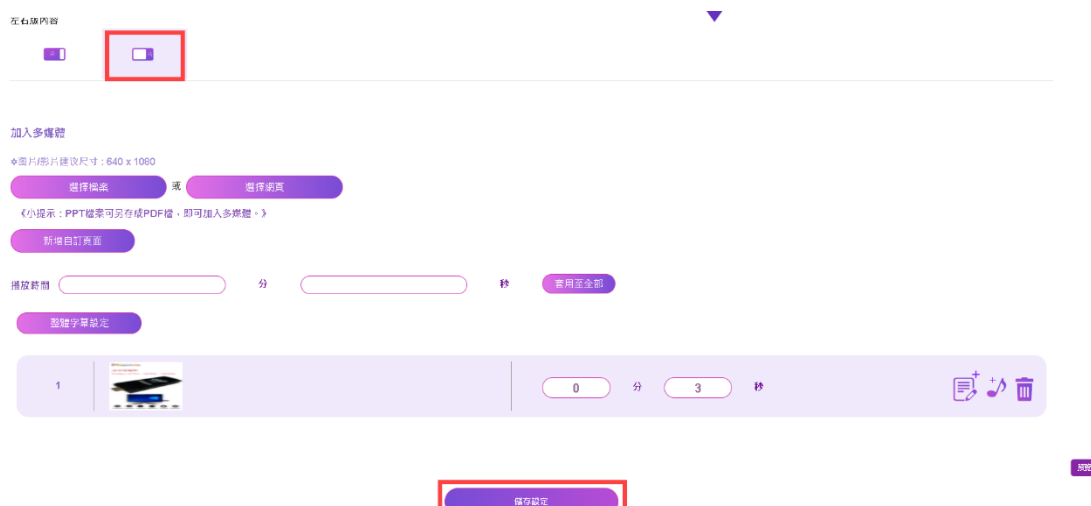 左右版內容
加入多媒體
✿圖片/影片建议尺寸 : 640 x 1080
選擇檔案 或 選擇網頁
《小提示：PPT檔案可另存成PDF檔，即可加入多媒體。》
新增自訂頁面
播放時間 分 秒 套用至全部
整體字幕設定
1 0 分 3 秒
預覽
儲存設定